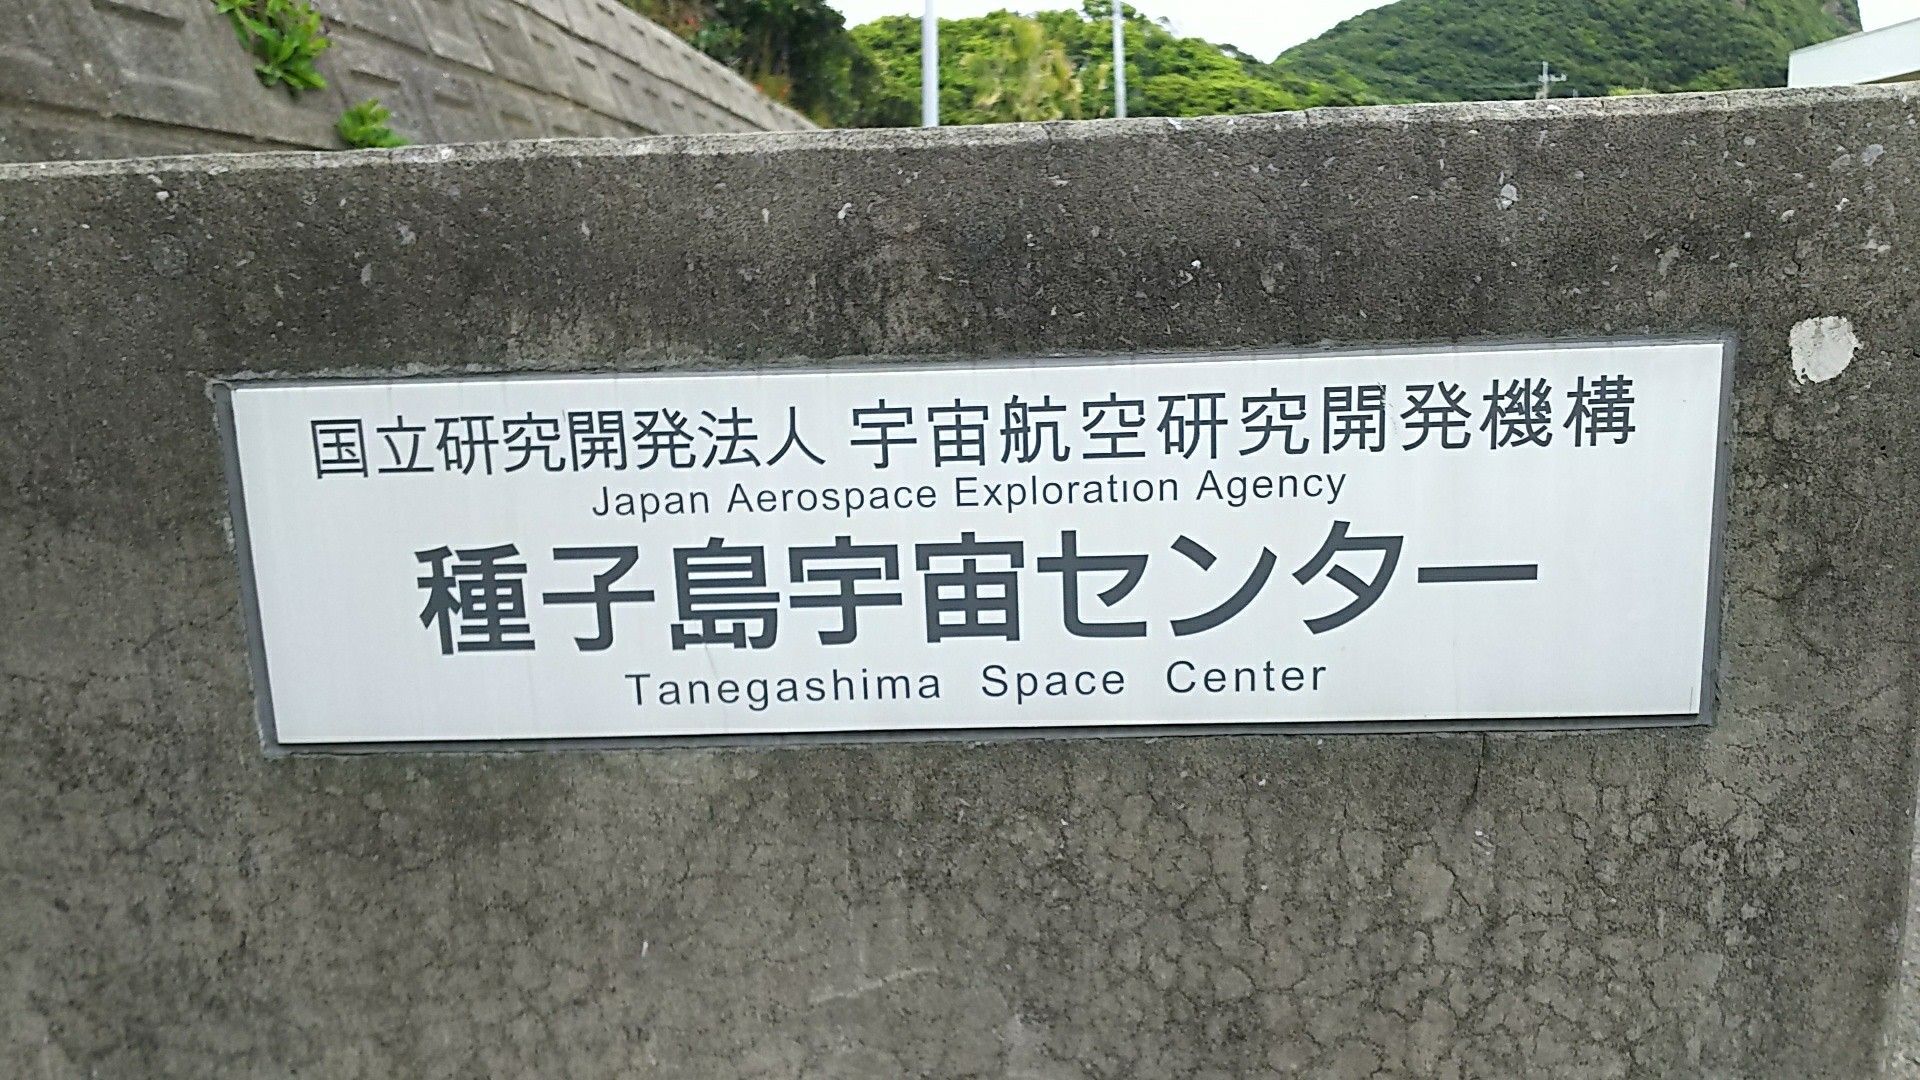 国立研究開発法人 宇宙航空研究開発機構
Japan Aerospace Exploration Agency
種子島宇宙センター
Tanegashima Space Center